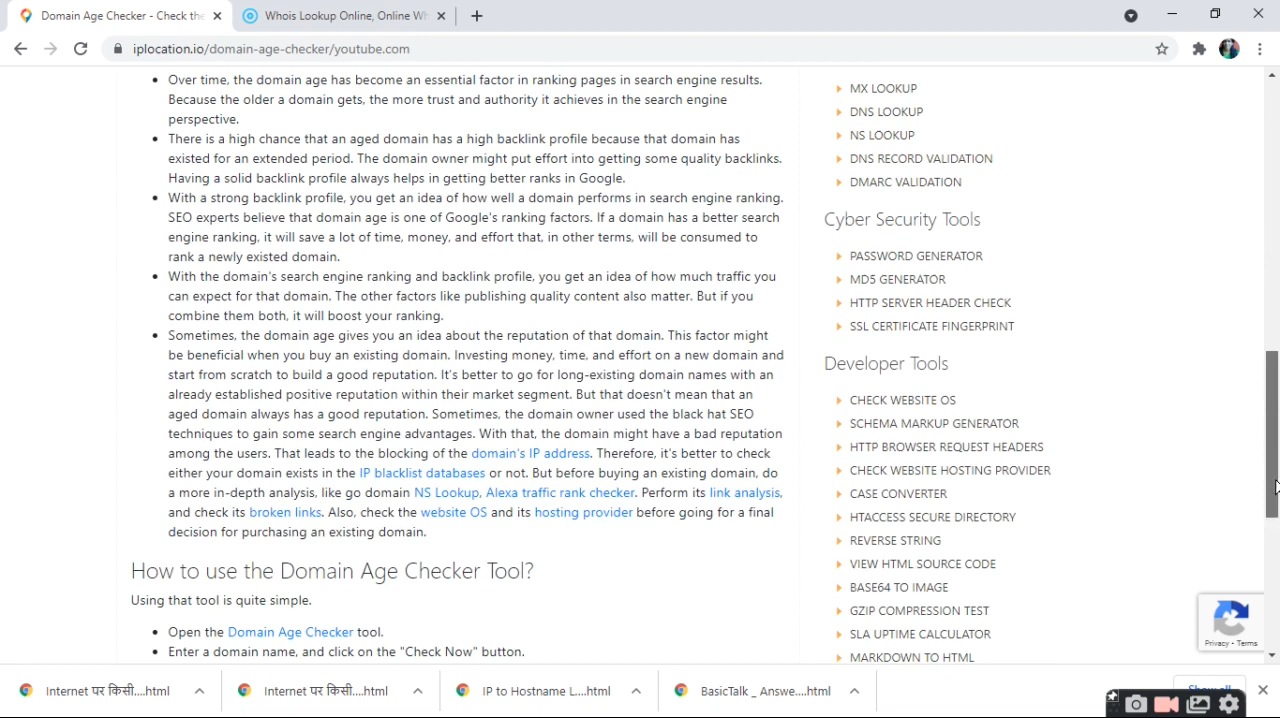 Domain Age Checker - Check the
Whois Lookup Online, Online Wh
iplocation.io/domain-age-checker/youtube.com
Over time, the domain age has become an essential factor in ranking pages in search engine results.
Because the older a domain gets, the more trust and authority it achieves in the search engine
perspective.
There is a high chance that an aged domain has a high backlink profile because that domain has
existed for an extended period. The domain owner might put effort into getting some quality backlinks.
Having a solid backlink profile always helps in getting better ranks in Google.
With a strong backlink profile, you get an idea of how well a domain performs in search engine ranking.
SEO experts believe that domain age is one of Google's ranking factors. If a domain has a better search
engine ranking, it will save a lot of time, money, and effort that, in other terms, will be consumed to
rank a newly existed domain.
With the domain's search engine ranking and backlink profile, you get an idea of how much traffic you
can expect for that domain. The other factors like publishing quality content also matter. But if you
combine them both, it will boost your ranking.
Sometimes, the domain age gives you an idea about the reputation of that domain. This factor might
be beneficial when you buy an existing domain. Investing money, time, and effort on a new domain and
start from scratch to build a good reputation. It's better to go for long-existing domain names with an
already established positive reputation within their market segment. But that doesn't mean that an
aged domain always has a good reputation. Sometimes, the domain owner used the black hat SEO
techniques to gain some search engine advantages. With that, the domain might have a bad reputation
among the users. That leads to the blocking of the domain's IP address. Therefore, it's better to check
either your domain exists in the IP blacklist databases or not. But before buying an existing domain, do
a more in-depth analysis, like go domain NS Lookup, Alexa traffic rank checker. Perform its link analysis,
and check its broken links. Also, check the website OS and its hosting provider before going for a final
decision for purchasing an existing domain.
How to use the Domain Age Checker Tool?
Using that tool is quite simple.
Open the Domain Age Checker tool.
Enter a domain name, and click on the "Check Now" button.
MX LOOKUP
DNS LOOKUP
NS LOOKUP
DNS RECORD VALIDATION
DMARC VALIDATION
Cyber Security Tools
PASSWORD GENERATOR
MD5 GENERATOR
HTTP SERVER HEADER CHECK
SSL CERTIFICATE FINGERPRINT
Developer Tools
CHECK WEBSITE OS
SCHEMA MARKUP GENERATOR
HTTP BROWSER REQUEST HEADERS
CHECK WEBSITE HOSTING PROVIDER
CASE CONVERTER
HTACCESS SECURE DIRECTORY
REVERSE STRING
VIEW HTML SOURCE CODE
BASE64 TO IMAGE
GZIP COMPRESSION TEST
SLA UPTIME CALCULATOR
MARKDOWN TO HTML
Privacy - Terms
Internet पर किसी....html
Internet पर किसी....html
IP to Hostname L....html
BasicTalk _ Answe....html
Show all